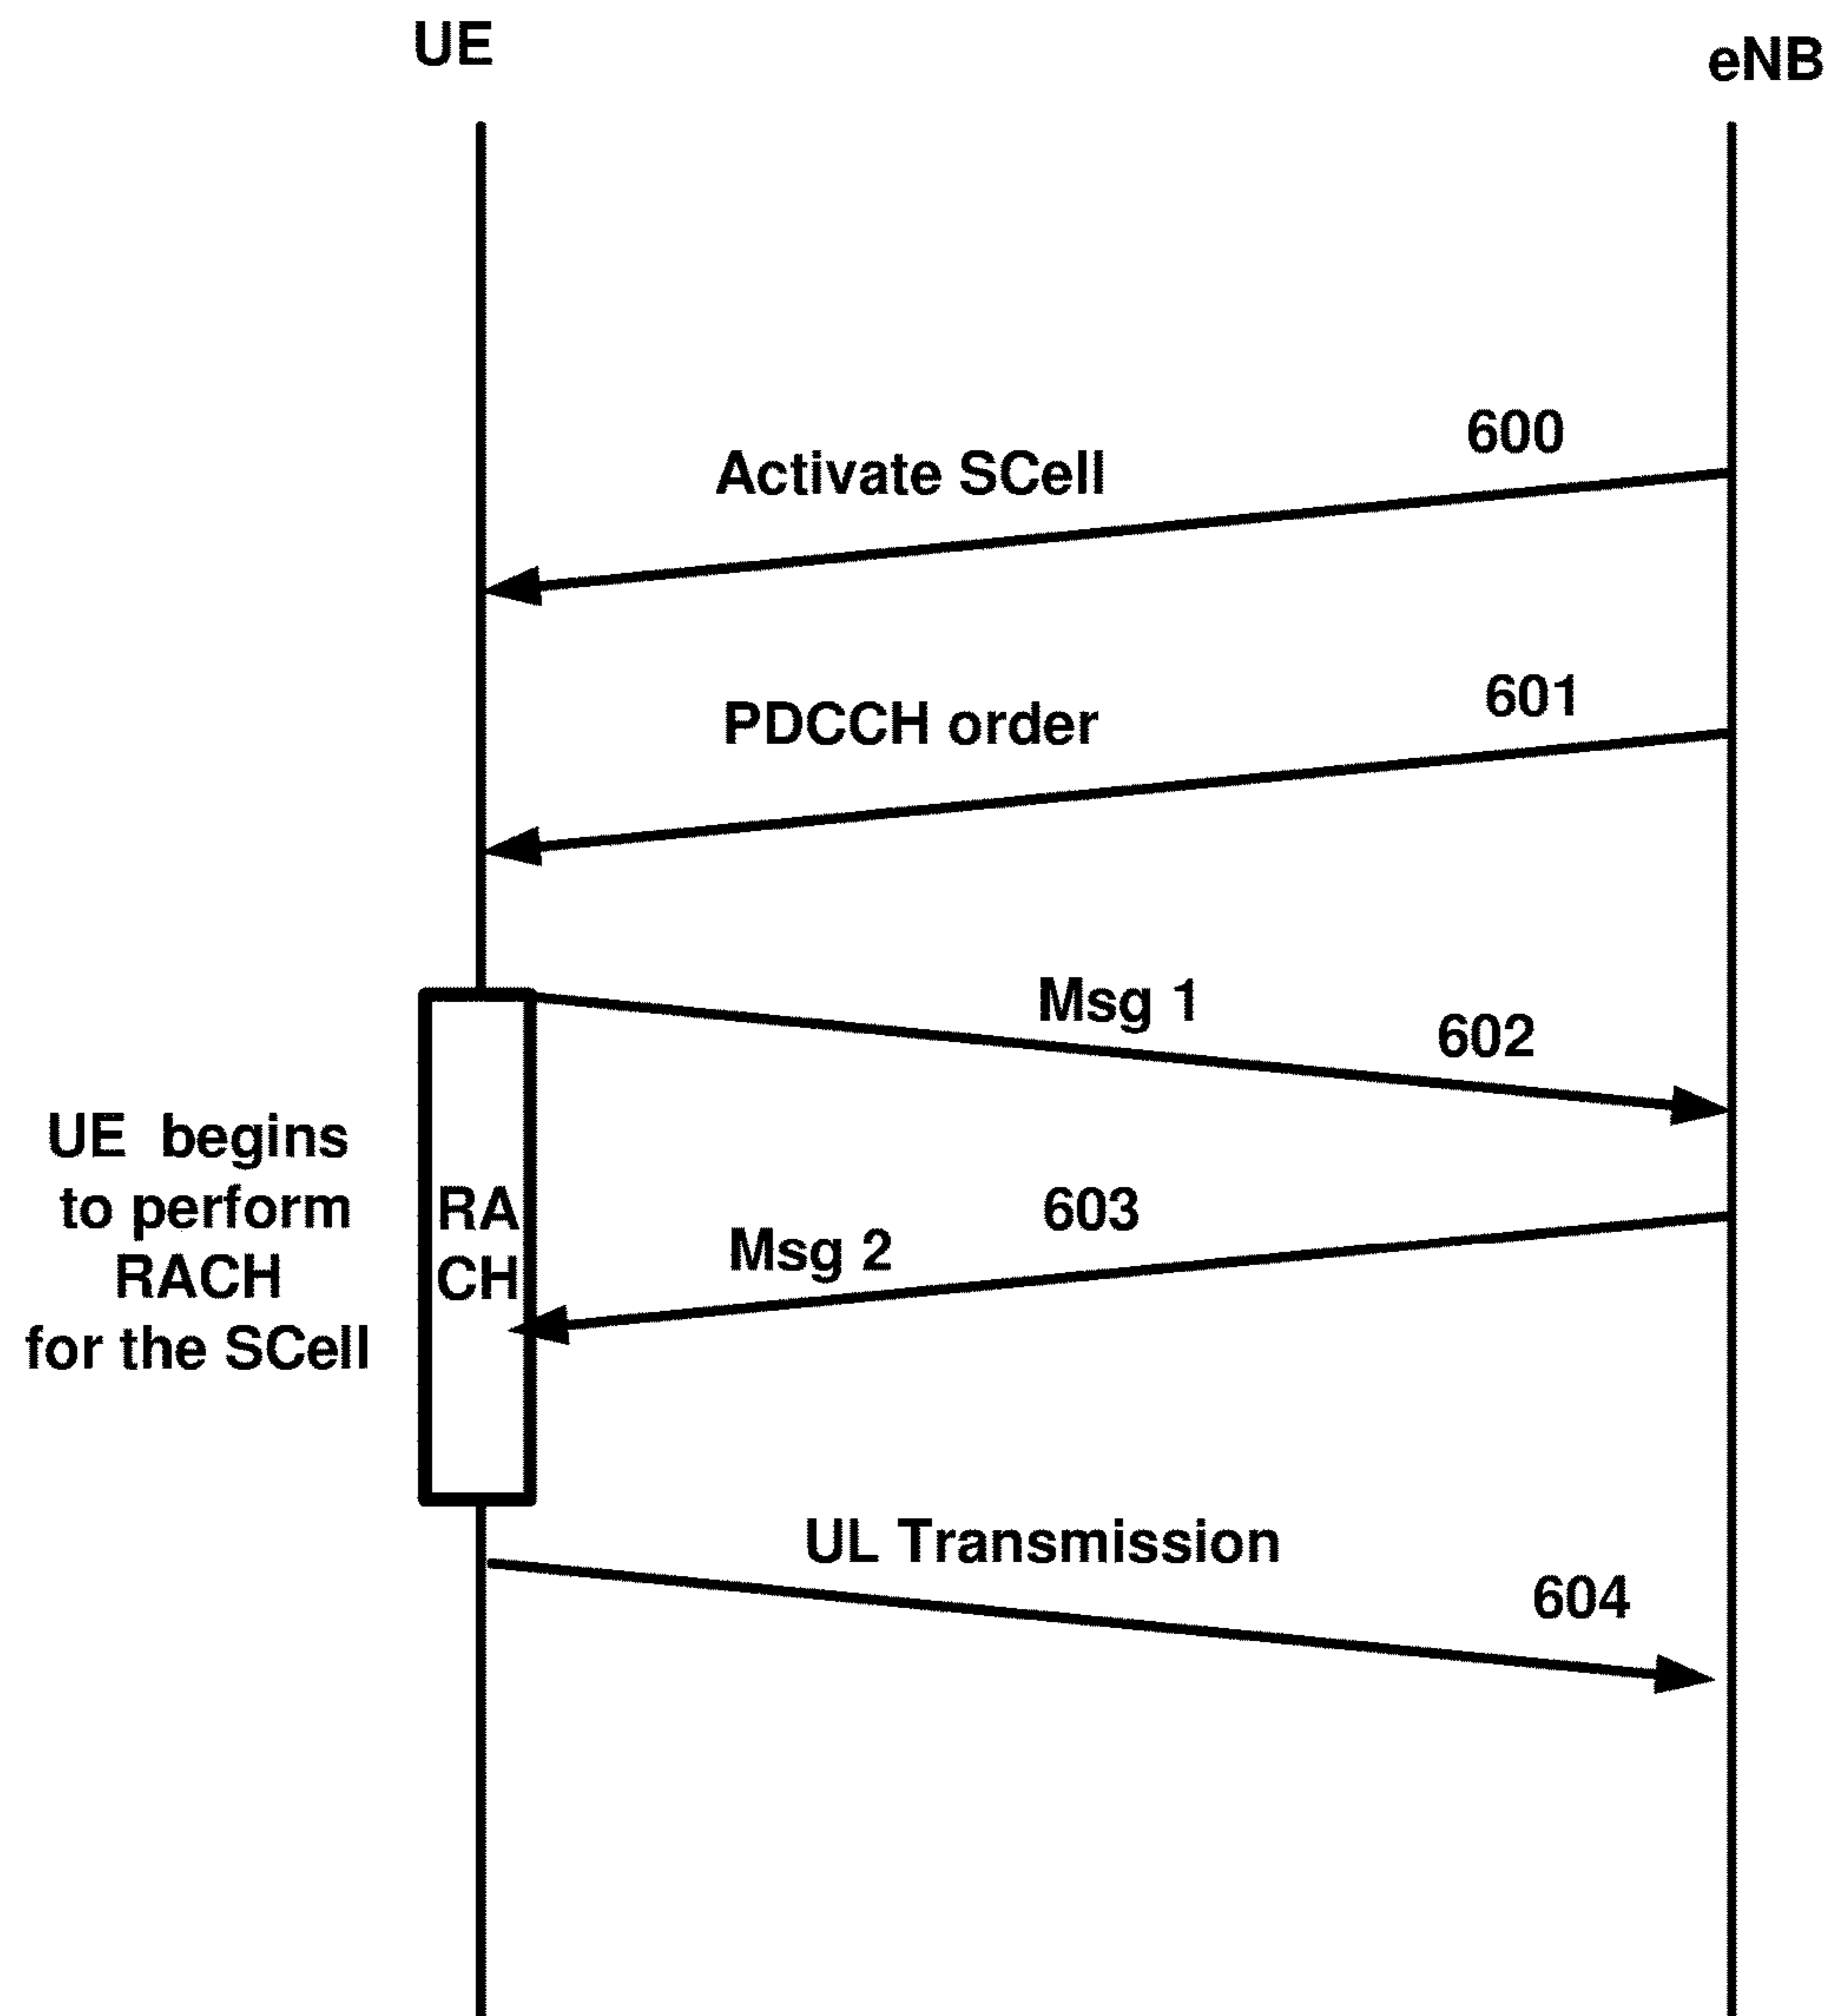 UE
eNB
600
Activate SCell
601
PDCCH order
Msg 1
602
UE begins
to perform
RACH
for the SCell
RA
CH
603
Msg 2
UL Transmission
604